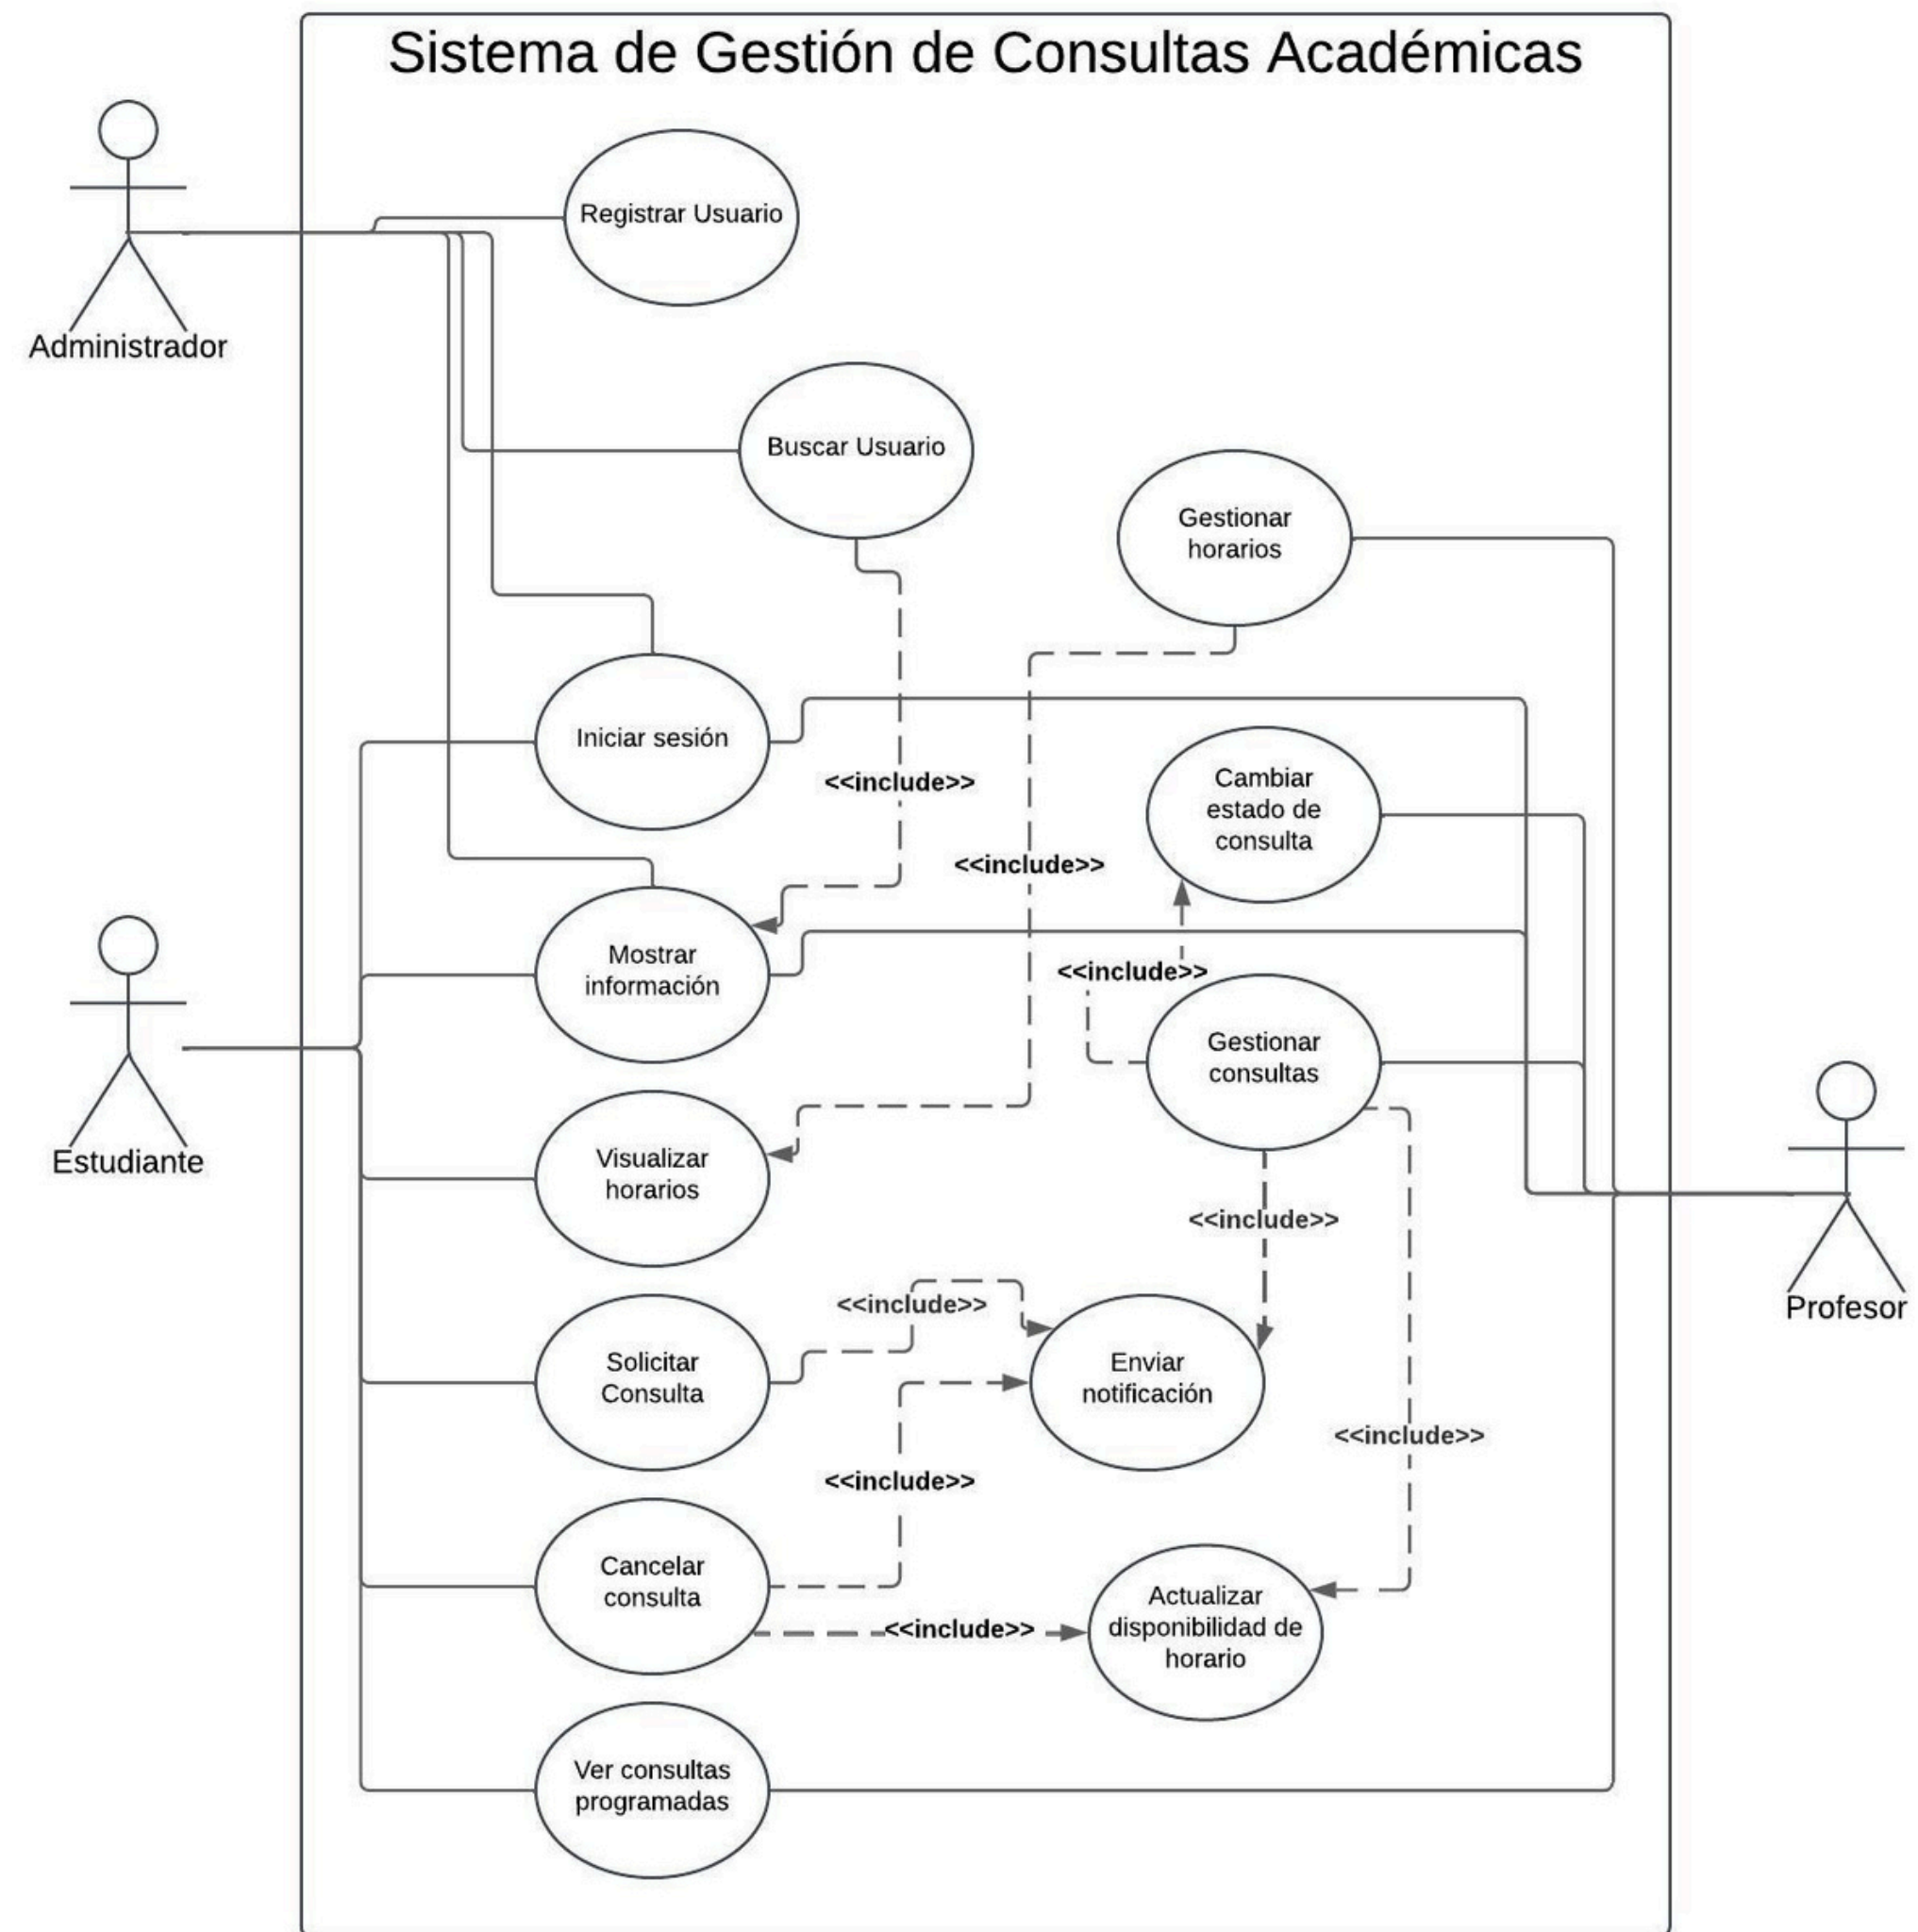 Sistema de Gestión de Consultas Académicas
Registrar Usuario
Administrador
Buscar Usuario
Gestionar
horarios
Iniciar sesión
<<include>>
Cambiar
estado de
consulta
<<include>>
Mostrar
información
<<include>>
Gestionar
consultas
Estudiante
Visualizar
horarios
<<include>>
Profesor
<<include>>
Solicitar
Consulta
Enviar
notificación
<<include>>
<<include>>
Cancelar
consulta
<<include>>
Actualizar
disponibilidad de
horario
Ver consultas
programadas